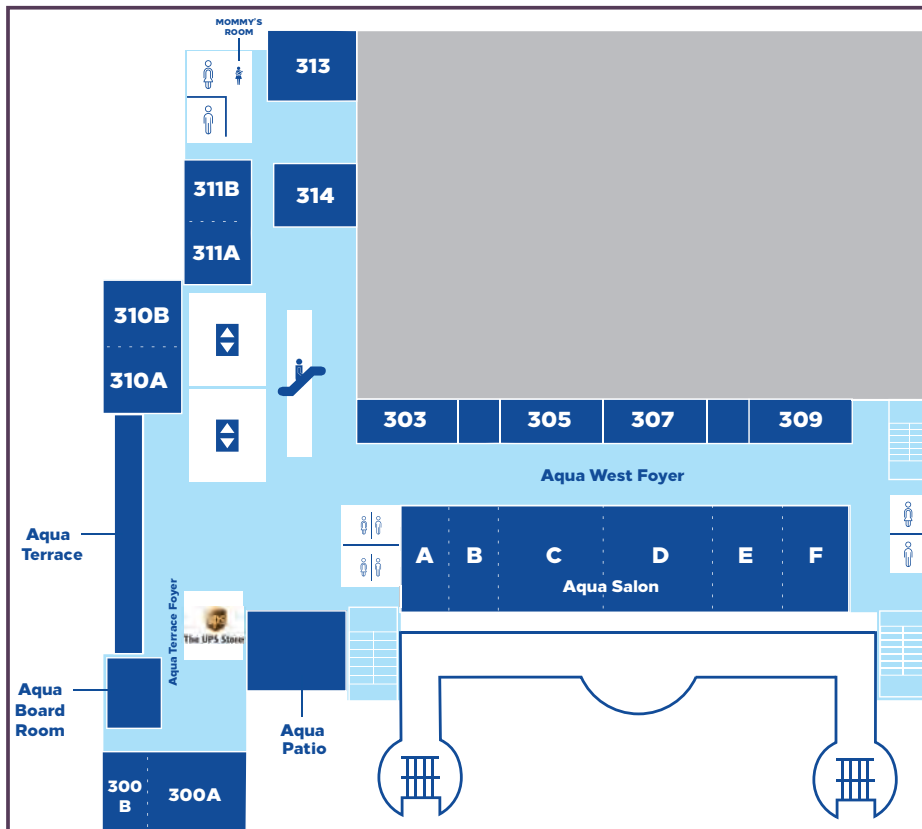 MOMMY'S
ROOM
313
311B
314
311A
310B
310A
303
305
307
309
Aqua West Foyer
Aqua
Terrace
A
B
C
D
E
F
Aqua Salon
Aqua Terrace Foyer
ups
The UPS Store
Aqua
Board
Room
Aqua
Patio
300
B
300A